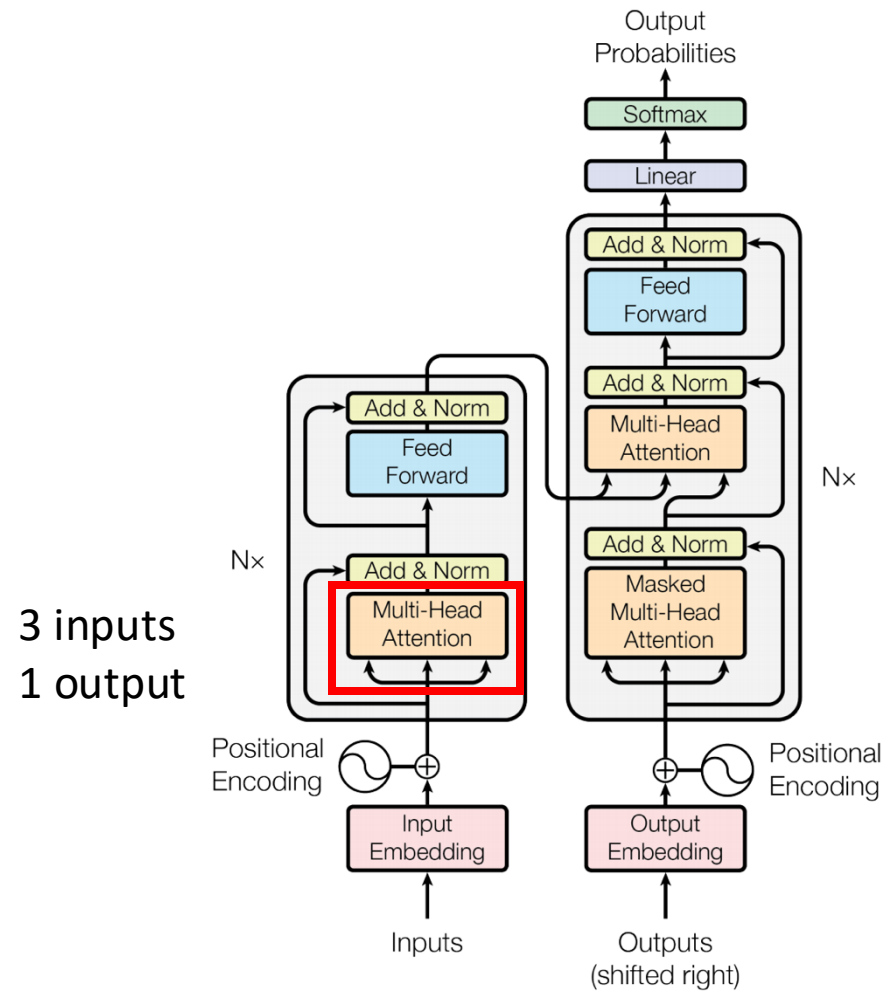 Output
Probabilities
Softmax
Linear
Add & Norm
Feed
Forward
Add & Norm
Multi-Head
Attention
Nx
Add & Norm
Masked
Multi-Head
Attention
Positional
Encoding
Output
Embedding
Outputs
(shifted right)
Add & Norm
Feed
Forward
Nx
Add & Norm
Multi-Head
Attention
3 inputs
1 output
Positional
Encoding
Input
Embedding
Inputs